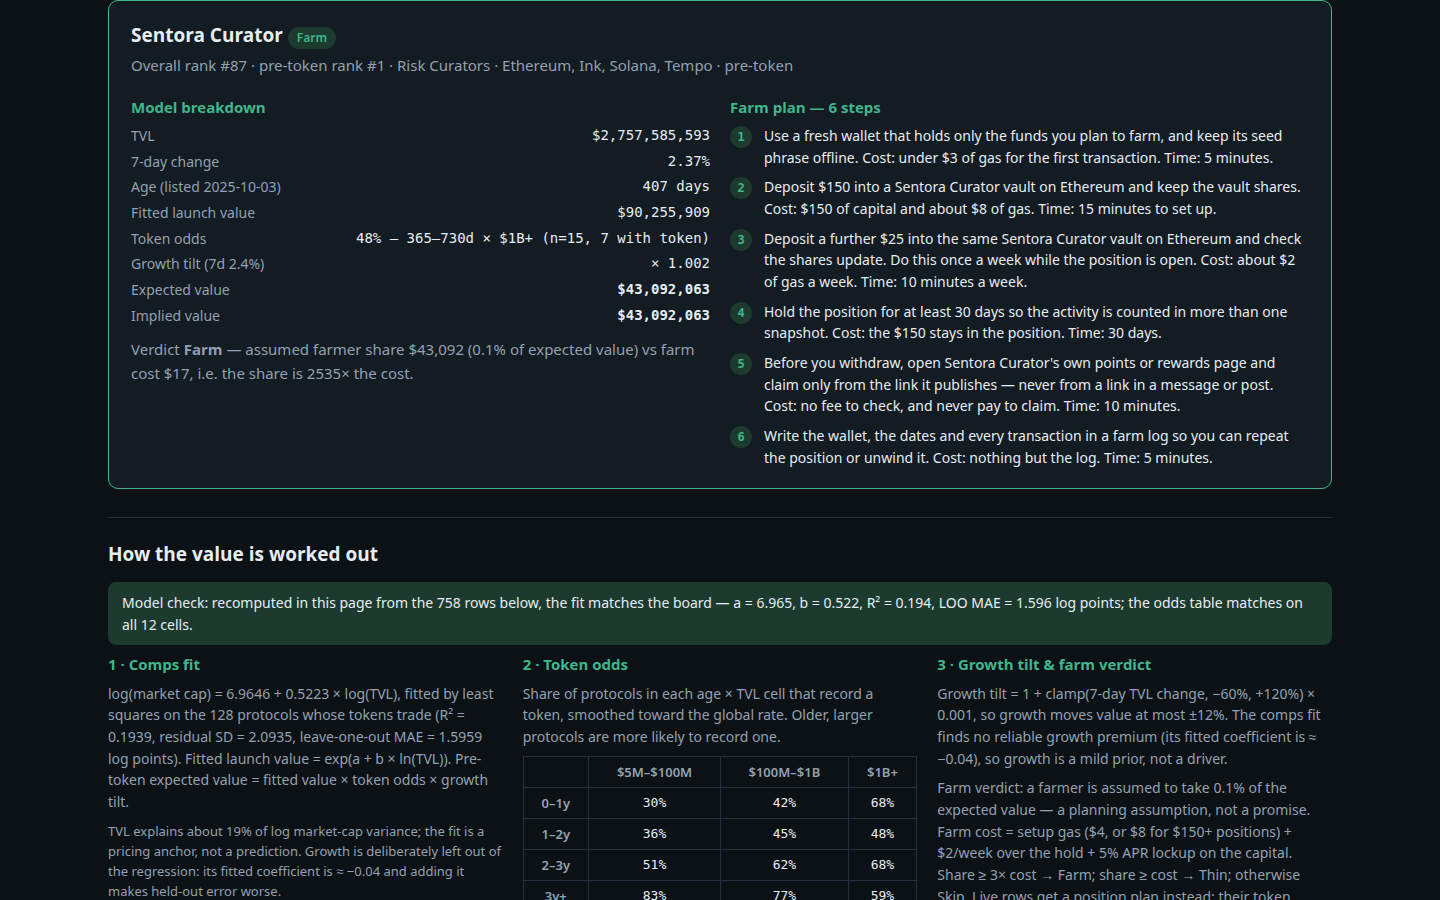 Sentora Curator Farm
Overall rank #87 · pre-token rank #1 · Risk Curators · Ethereum, Ink, Solana, Tempo · pre-token
Model breakdown
TVL $2,757,585,593
7-day change 2.37%
Age (listed 2025-10-03) 407 days
Fitted launch value $90,255,909
Token odds 48% — 365–730d × $1B+ (n=15, 7 with token)
Growth tilt (7d 2.4%) × 1.002
Expected value $43,092,063
Implied value $43,092,063
Verdict Farm — assumed farmer share $43,092 (0.1% of expected value) vs farm
cost $17, i.e. the share is 2535× the cost.
Farm plan — 6 steps
1 Use a fresh wallet that holds only the funds you plan to farm, and keep its seed
phrase offline. Cost: under $3 of gas for the first transaction. Time: 5 minutes.
2 Deposit $150 into a Sentora Curator vault on Ethereum and keep the vault shares.
Cost: $150 of capital and about $8 of gas. Time: 15 minutes to set up.
3 Deposit a further $25 into the same Sentora Curator vault on Ethereum and check
the shares update. Do this once a week while the position is open. Cost: about $2
of gas a week. Time: 10 minutes a week.
4 Hold the position for at least 30 days so the activity is counted in more than one
snapshot. Cost: the $150 stays in the position. Time: 30 days.
5 Before you withdraw, open Sentora Curator's own points or rewards page and
claim only from the link it publishes — never from a link in a message or post.
Cost: no fee to check, and never pay to claim. Time: 10 minutes.
6 Write the wallet, the dates and every transaction in a farm log so you can repeat
the position or unwind it. Cost: nothing but the log. Time: 5 minutes.
How the value is worked out
Model check: recomputed in this page from the 758 rows below, the fit matches the board — a = 6.965, b = 0.522, R² = 0.194, LOO MAE = 1.596 log points; the odds table matches on
all 12 cells.
1 · Comps fit
log(market cap) = 6.9646 + 0.5223 × log(TVL), fitted by least
squares on the 128 protocols whose tokens trade (R² =
0.1939, residual SD = 2.0935, leave-one-out MAE = 1.5959
log points). Fitted launch value = exp(a + b × ln(TVL)). Pre-
token expected value = fitted value × token odds × growth
tilt.
TVL explains about 19% of log market-cap variance; the fit is a
pricing anchor, not a prediction. Growth is deliberately left out of
the regression: its fitted coefficient is ≈ −0.04 and adding it
makes held-out error worse.
2 · Token odds
Share of protocols in each age × TVL cell that record a
token, smoothed toward the global rate. Older, larger
protocols are more likely to record one.
$5M–$100M $100M–$1B $1B+
0–1y 30% 42% 68%
1–2y 36% 45% 48%
2–3y 51% 62% 68%
3y+ 83% 77% 59%
3 · Growth tilt & farm verdict
Growth tilt = 1 + clamp(7-day TVL change, −60%, +120%) ×
0.001, so growth moves value at most ±12%. The comps fit
finds no reliable growth premium (its fitted coefficient is ≈
−0.04), so growth is a mild prior, not a driver.
Farm verdict: a farmer is assumed to take 0.1% of the
expected value — a planning assumption, not a promise.
Farm cost = setup gas ($4, or $8 for $150+ positions) +
$2/week over the hold + 5% APR lockup on the capital.
Share ≥ 3× cost → Farm; share ≥ cost → Thin; otherwise
Skip. Live rows get a position plan instead: their token